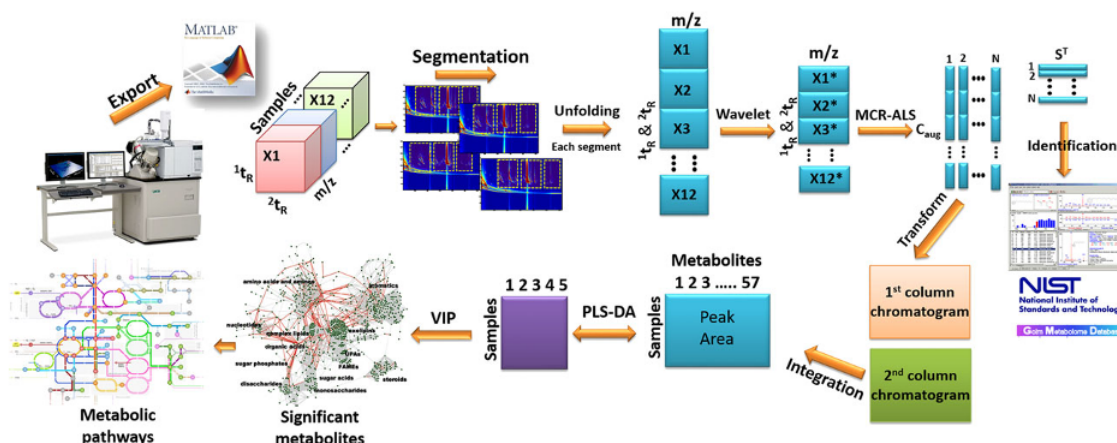 MATLAB®
Export
Samples
...
X12
X1
...
¹tR
²tR
m/z
Segmentation
Unfolding
Each segment
m/z
X1
X2
X3
X12
¹tR & ²tR
Wavelet
m/z
X1*
X2*
X3*
X12*
¹tR & ²tR
MCR-ALS
Caug
1 2 ... N
Sᵀ
1
2
N
Identification
Transform
NIST
National Institute of
Standards and Technology
Golm Metabolome Database
1st column
chromatogram
2nd column
chromatogram
Integration
Metabolites
1 2 3 ..... 57
Samples
Peak
Area
PLS-DA
1 2 3 4 5
Samples
VIP
amino acids and amines
aromatics
nucleotides
complex lipids
organic acids
UFAs
FAMEs
sugar phosphates
sugar acids
steroids
disaccharides
monosaccharides
Significant
metabolites
Metabolic
pathways